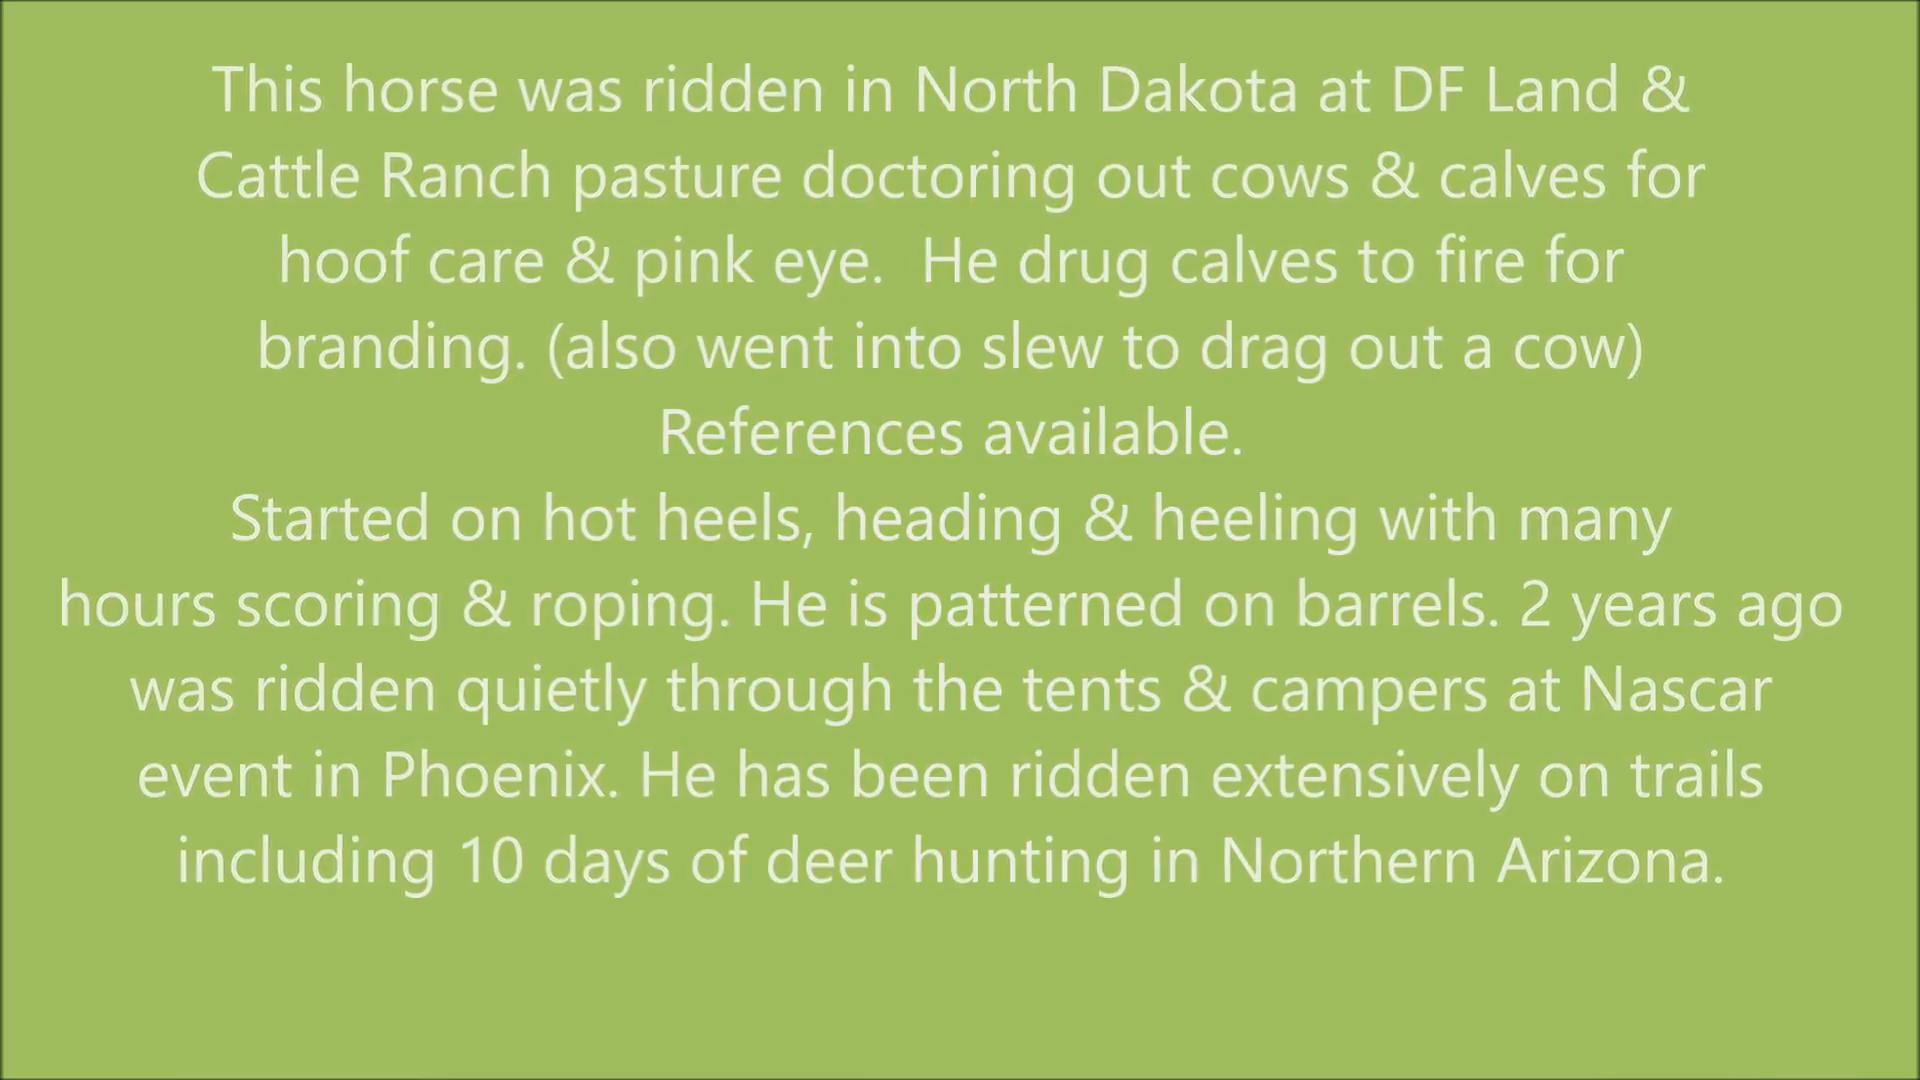 This horse was ridden in North Dakota at DF Land &
Cattle Ranch pasture doctoring out cows & calves for
hoof care & pink eye.  He drug calves to fire for
branding. (also went into slew to drag out a cow)
References available.
Started on hot heels, heading & heeling with many
hours scoring & roping. He is patterned on barrels. 2 years ago
was ridden quietly through the tents & campers at Nascar
event in Phoenix. He has been ridden extensively on trails
including 10 days of deer hunting in Northern Arizona.